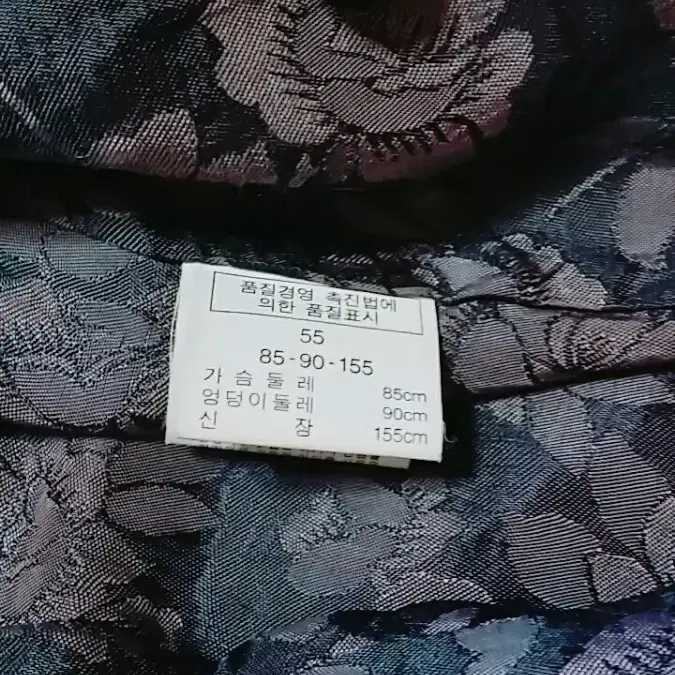 품질경영 촉진법에
의한 품질표시
55
85-90-155
가슴둘레 85cm
엉덩이둘레 90cm
신장 155cm